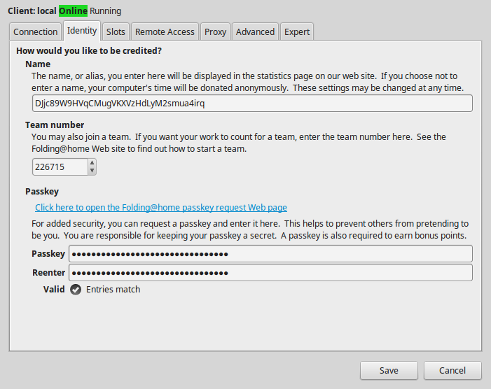 Client: local Online Running
Connection Identity Slots Remote Access Proxy Advanced Expert
How would you like to be credited?
Name
The name, or alias, you enter here will be displayed in the statistics page on our web site. If you choose not to
enter a name, your computer's time will be donated anonymously. These settings may be changed at any time.
DJjc89W9HVqCMugVKXVzHdLyM2smua4irq
Team number
You may also join a team. If you want your work to count for a team, enter the team number here. See the
Folding@home Web site to find out how to start a team.
226715
Passkey
Click here to open the Folding@home passkey request Web page
For added security, you can request a passkey and enter it here. This helps to prevent others from pretending to
be you. You are responsible for keeping your passkey a secret. A passkey is also required to earn bonus points.
Passkey ••••••••••••••••••••••••••••••••
Reenter ••••••••••••••••••••••••••••••••
Valid Entries match
Save Cancel